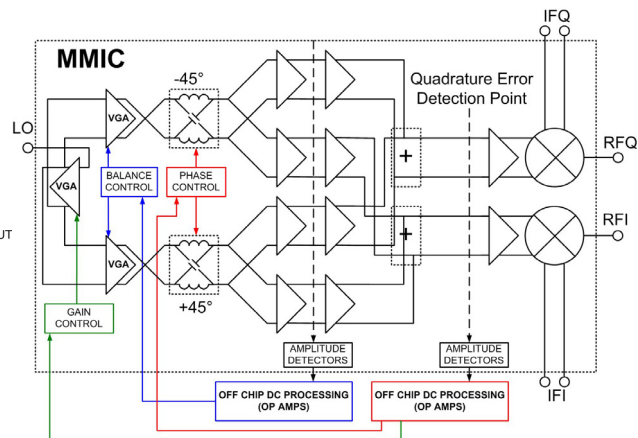 IFQ
MMIC
-45°
Quadrature Error
Detection Point
LO
VGA
VGA
BALANCE
CONTROL
PHASE
CONTROL
+
RFQ
+
RFI
UT
VGA
+45°
GAIN
CONTROL
AMPLITUDE
DETECTORS
AMPLITUDE
DETECTORS
OFF CHIP DC PROCESSING
(OP AMPS)
OFF CHIP DC PROCESSING
(OP AMPS)
IFI